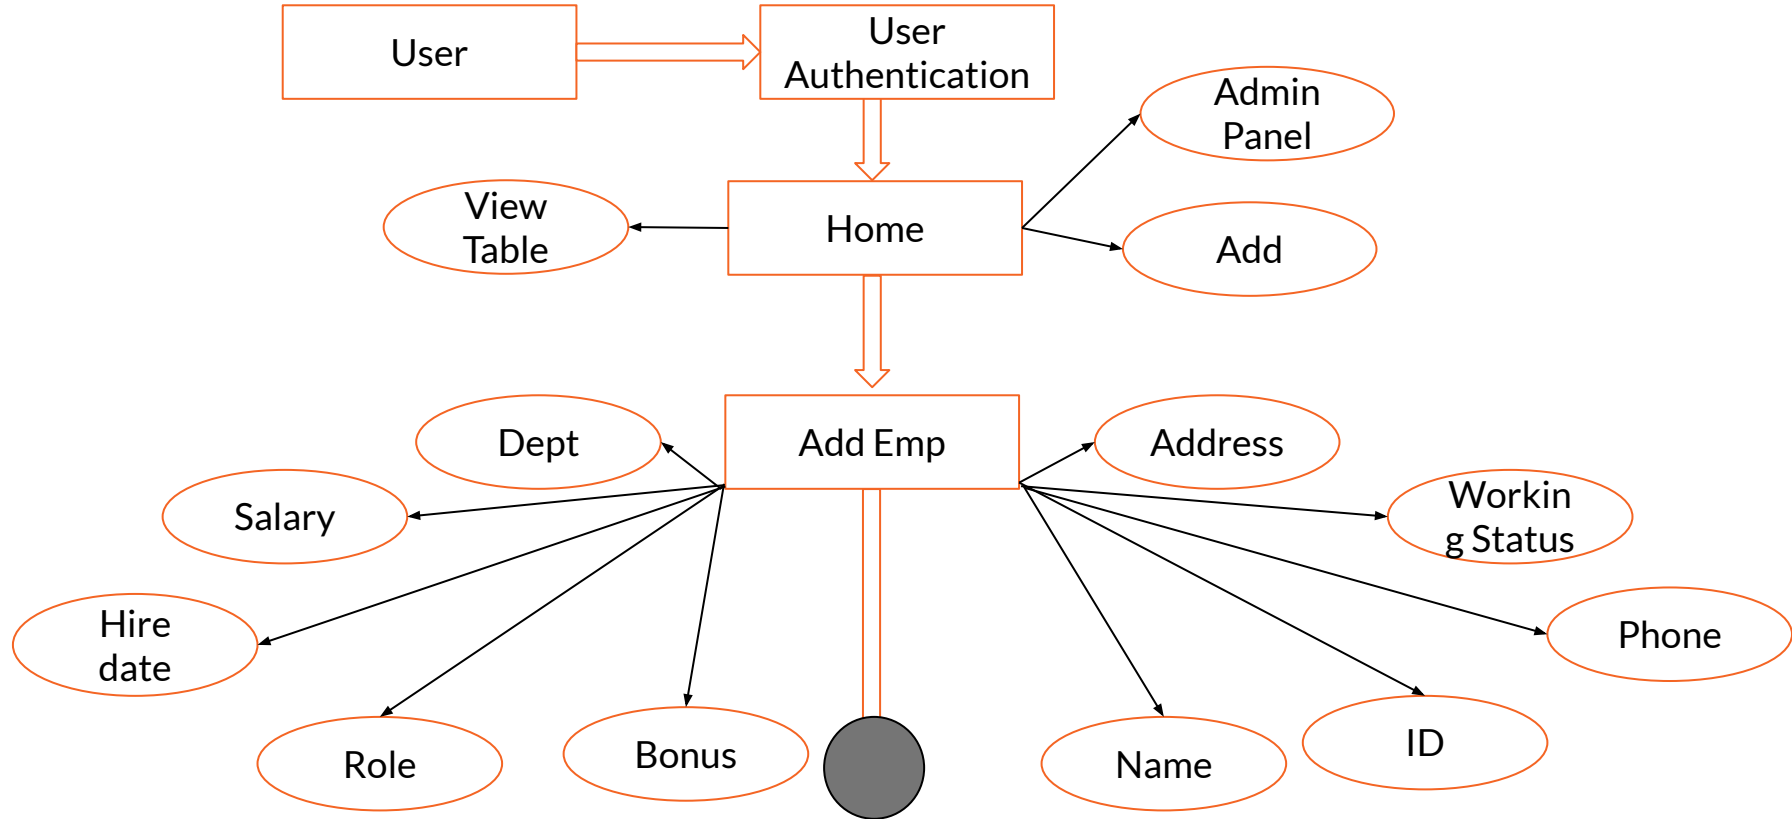 User
User
Authentication
Admin
Panel
View
Table
Home
Add
Dept
Add Emp
Address
Salary
Workin
g Status
Hire
date
Phone
Role
Bonus
Name
ID